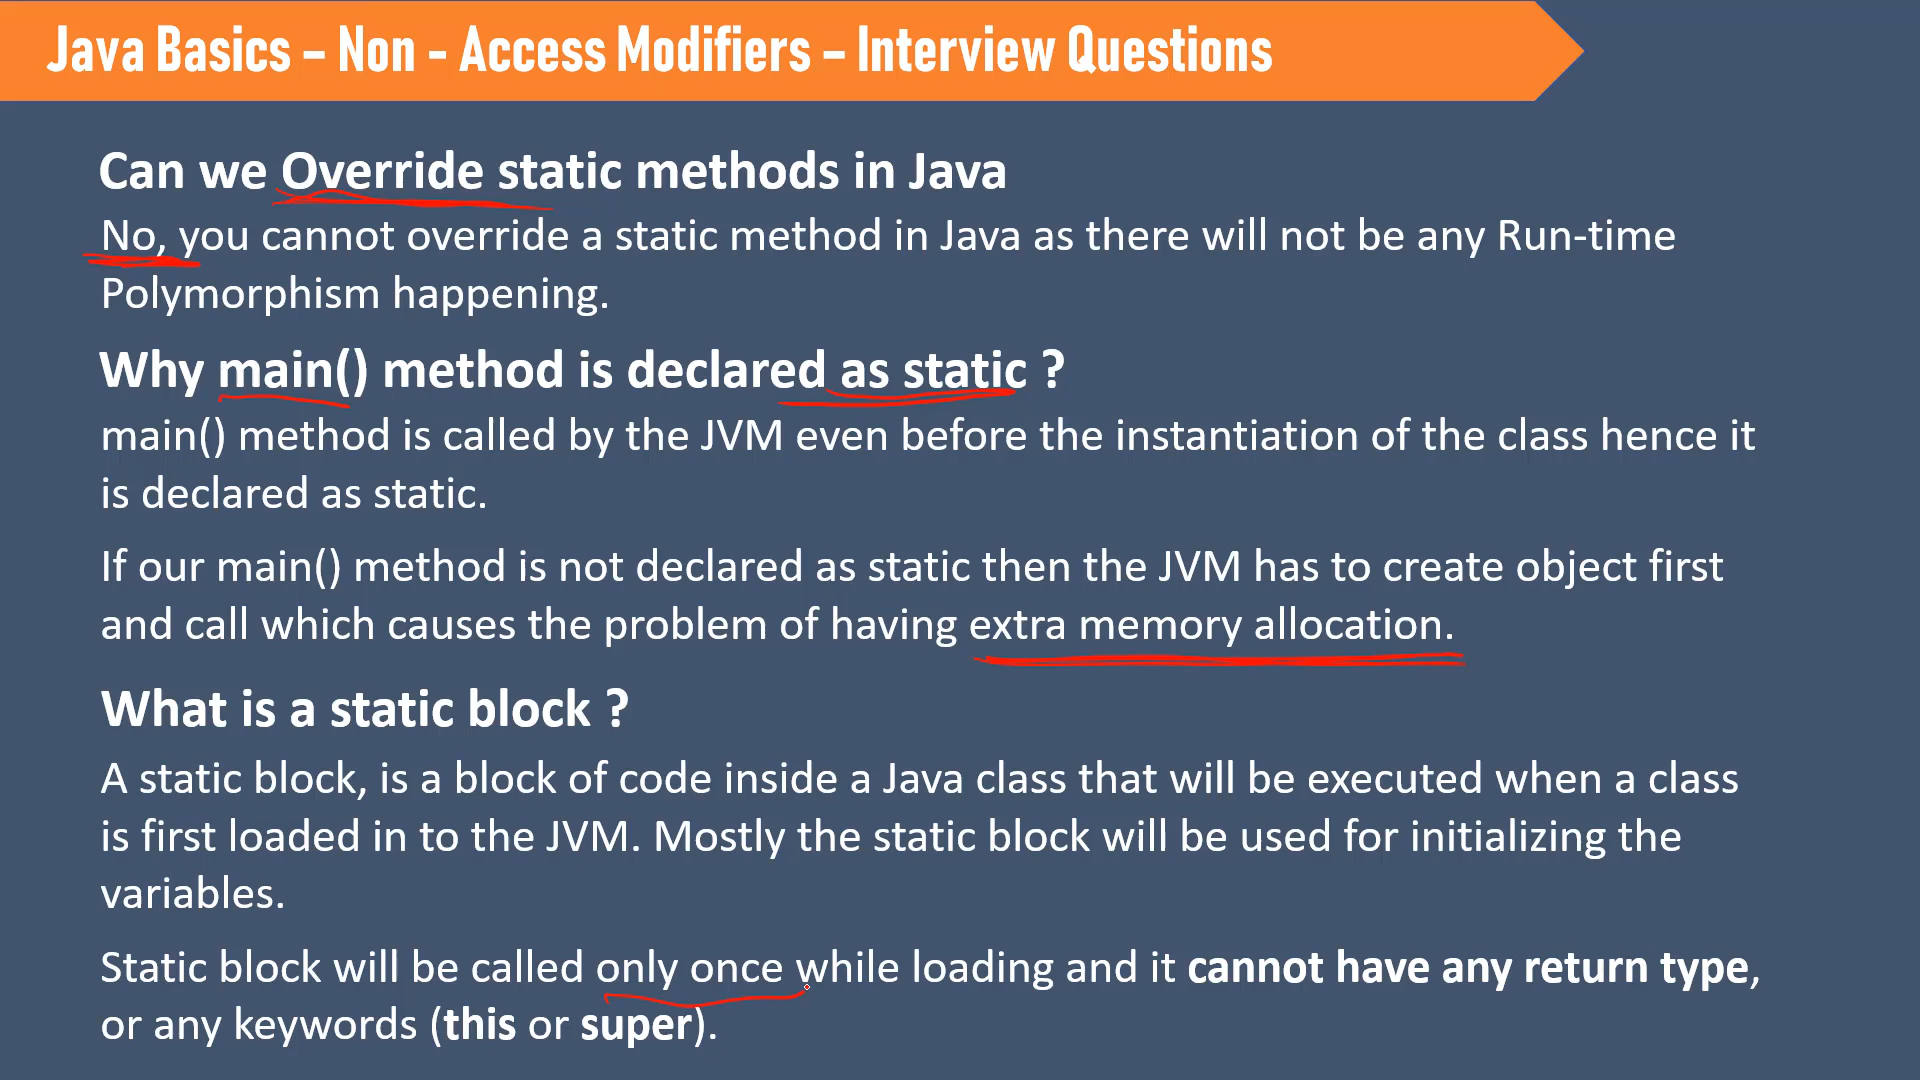 Java Basics – Non - Access Modifiers – Interview Questions
Can we Override static methods in Java
No, you cannot override a static method in Java as there will not be any Run-time
Polymorphism happening.
Why main() method is declared as static ?
main() method is called by the JVM even before the instantiation of the class hence it
is declared as static.
If our main() method is not declared as static then the JVM has to create object first
and call which causes the problem of having extra memory allocation.
What is a static block ?
A static block, is a block of code inside a Java class that will be executed when a class
is first loaded in to the JVM. Mostly the static block will be used for initializing the
variables.
Static block will be called only once while loading and it cannot have any return type,
or any keywords (this or super).